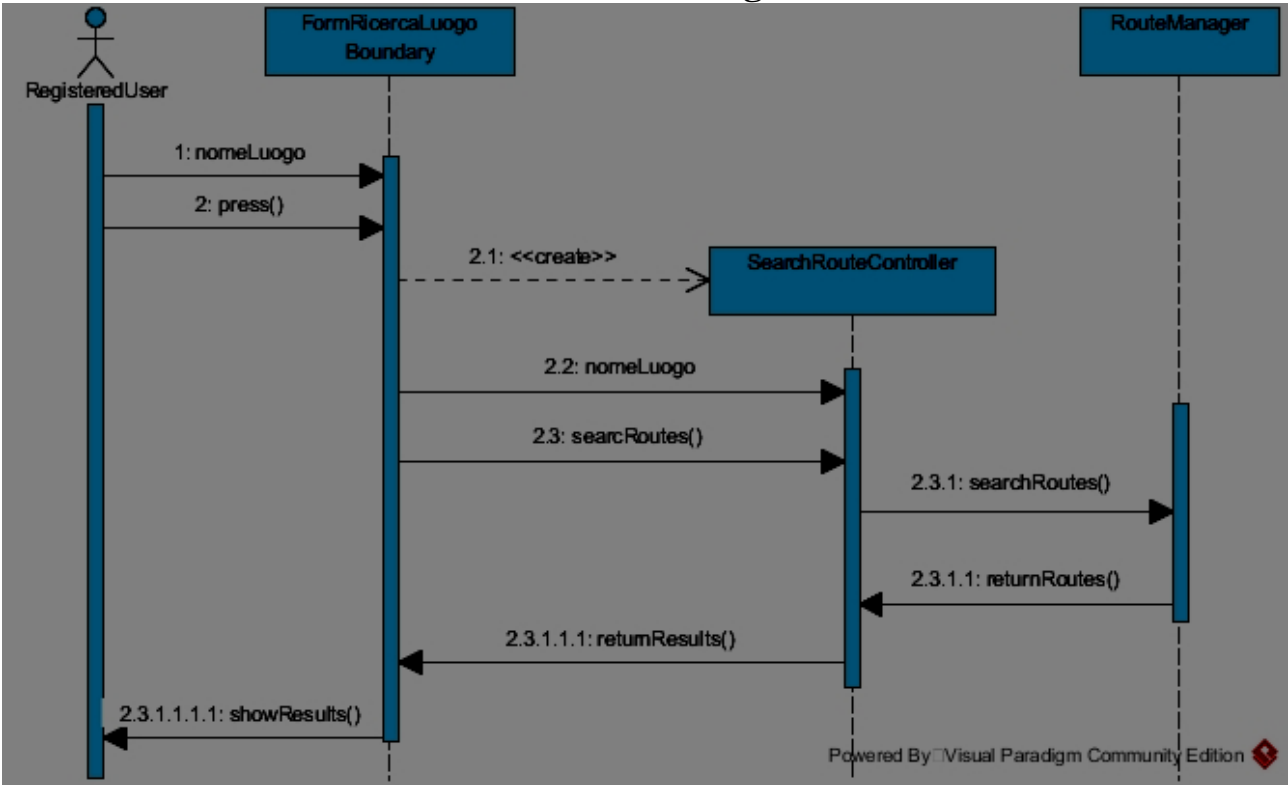 FormRicercaLuogo
Boundary
RouteManager
RegisteredUser
1: nomeLuogo
2: press()
2.1: <<create>>
SearchRouteController
2.2: nomeLuogo
2.3: searcRoutes()
2.3.1: searchRoutes()
2.3.1.1: returnRoutes()
2.3.1.1.1: returnResults()
2.3.1.1.1.1: showResults()
Powered By Visual Paradigm Community Edition